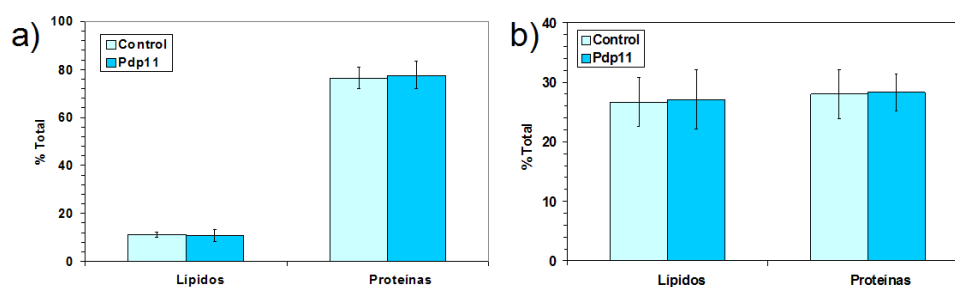 a)
100
80
60
40
20
0
% Total
Control
Pdp11
Lípidos
Proteínas
b)
40
30
20
10
0
% Total
Control
Pdp11
Lípidos
Proteínas